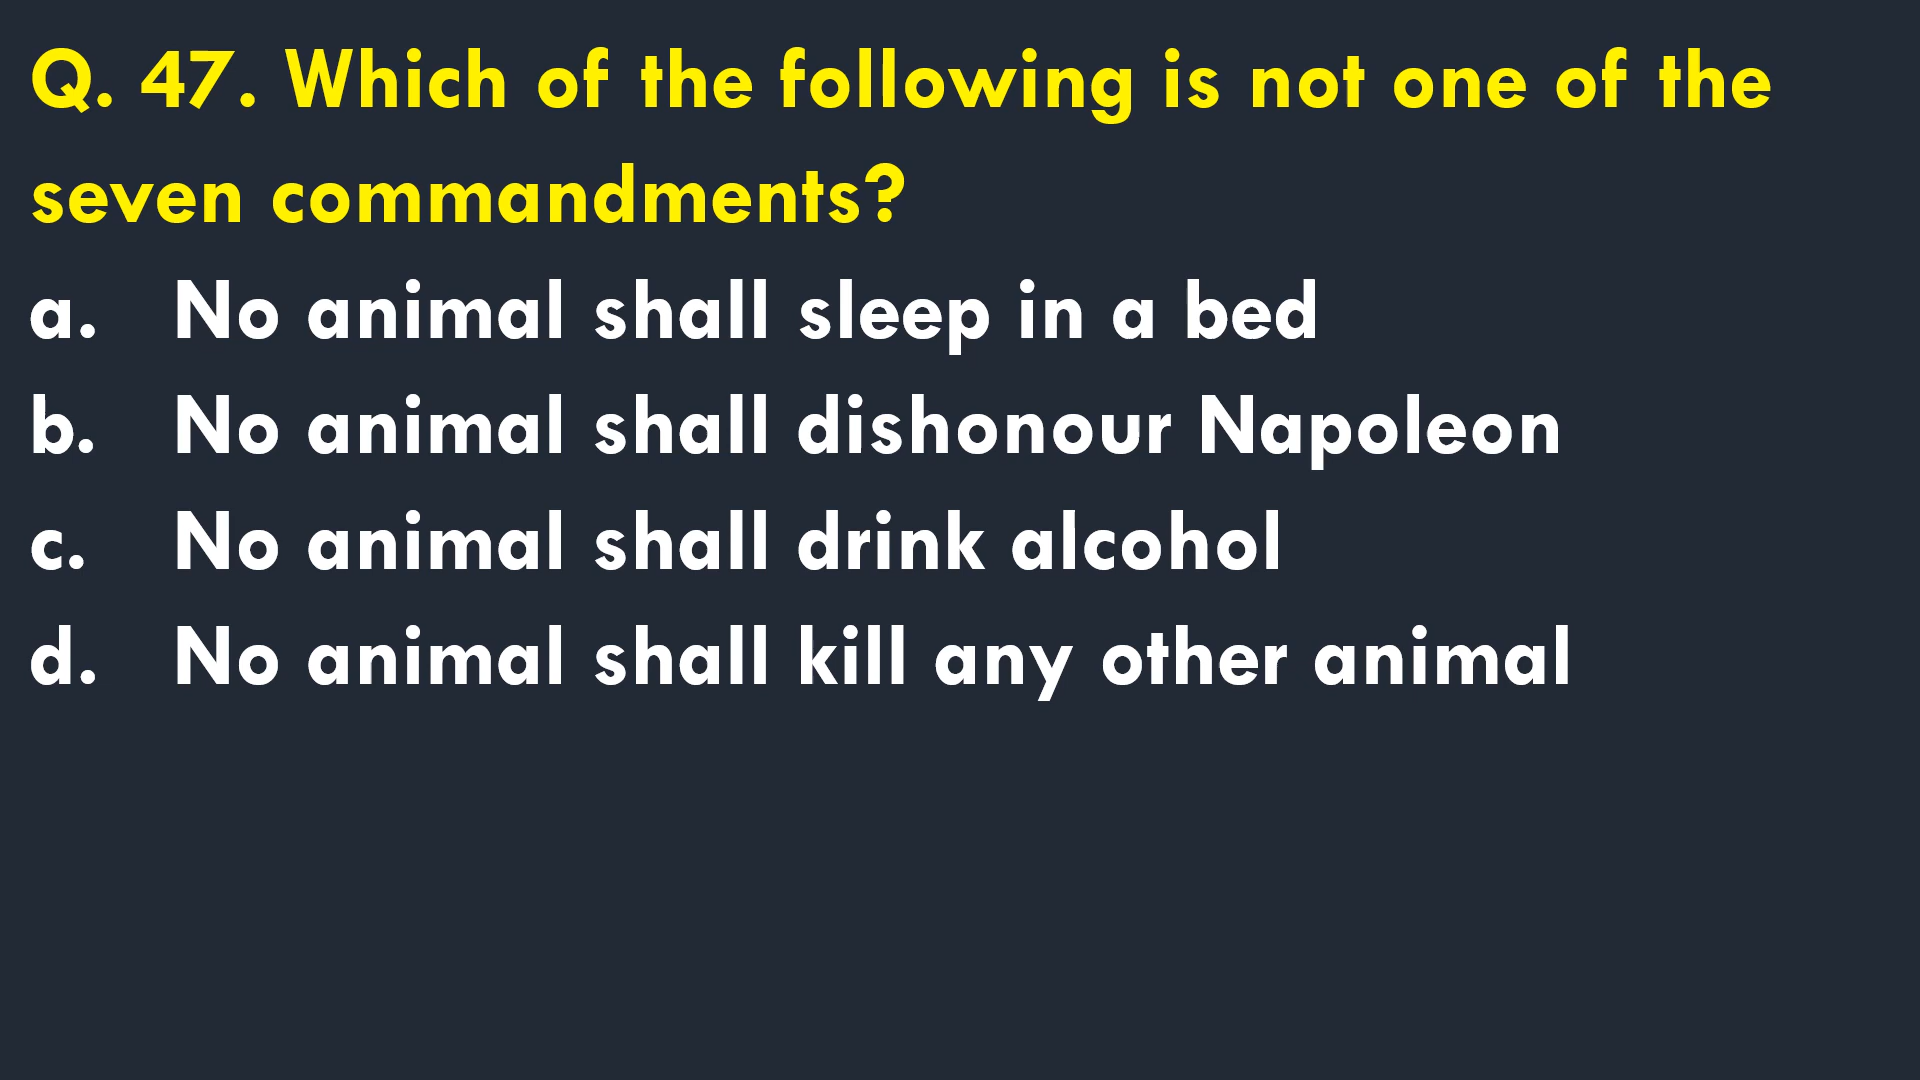 Q. 47. Which of the following is not one of the
seven commandments?
a. No animal shall sleep in a bed
b. No animal shall dishonour Napoleon
c. No animal shall drink alcohol
d. No animal shall kill any other animal